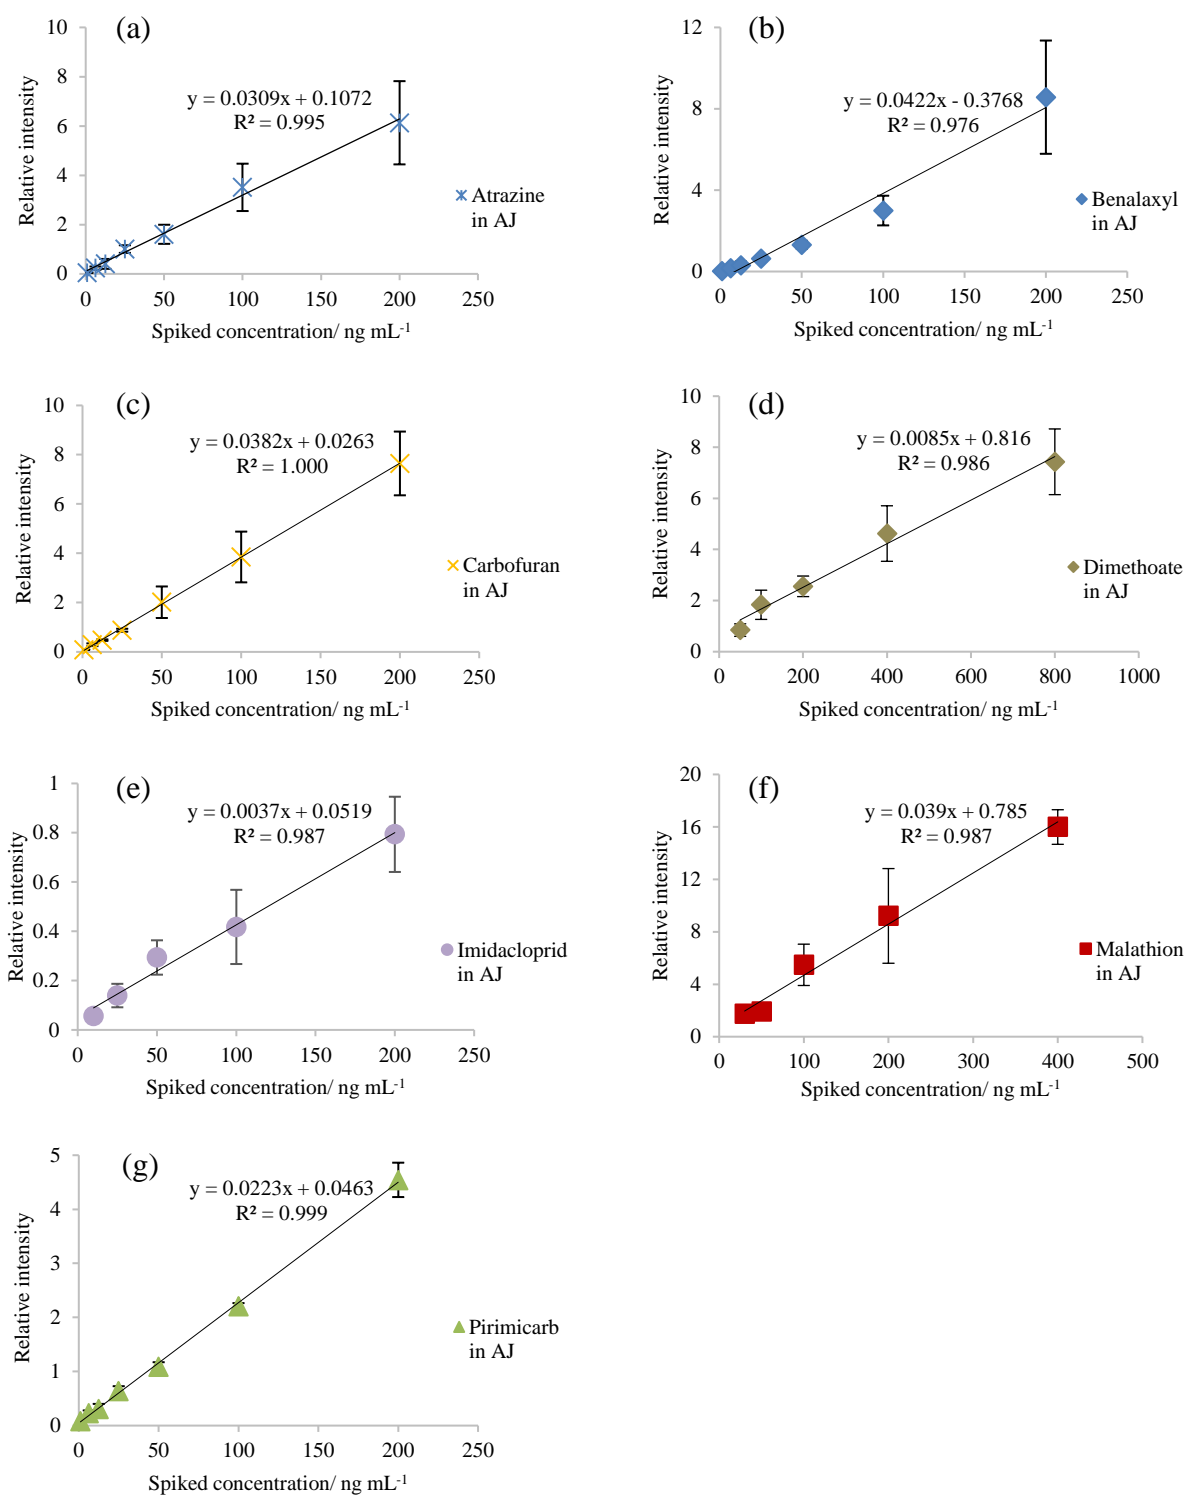 (a)
10
8
6
4
2
0
0
50
100
150
200
250
Relative intensity
Spiked concentration/ ng mL⁻¹
y = 0.0309x + 0.1072
R² = 0.995
Atrazine
in AJ
(b)
12
8
4
0
0
50
100
150
200
250
Relative intensity
Spiked concentration/ ng mL⁻¹
y = 0.0422x - 0.3768
R² = 0.976
Benalaxyl
in AJ
(c)
10
8
6
4
2
0
0
50
100
150
200
250
Relative intensity
Spiked concentration/ ng mL⁻¹
y = 0.0382x + 0.0263
R² = 1.000
Carbofuran
in AJ
(d)
10
8
6
4
2
0
0
200
400
600
800
1000
Relative intensity
Spiked concentration/ ng mL⁻¹
y = 0.0085x + 0.816
R² = 0.986
Dimethoate
in AJ
(e)
1
0.8
0.6
0.4
0.2
0
0
50
100
150
200
250
Relative intensity
Spiked concentration/ ng mL⁻¹
y = 0.0037x + 0.0519
R² = 0.987
Imidacloprid
in AJ
(f)
20
16
12
8
4
0
0
100
200
300
400
500
Relative intensity
Spiked concentration/ ng mL⁻¹
y = 0.039x + 0.785
R² = 0.987
Malathion
in AJ
(g)
5
4
3
2
1
0
0
50
100
150
200
250
Relative intensity
Spiked concentration/ ng mL⁻¹
y = 0.0223x + 0.0463
R² = 0.999
Pirimicarb
in AJ